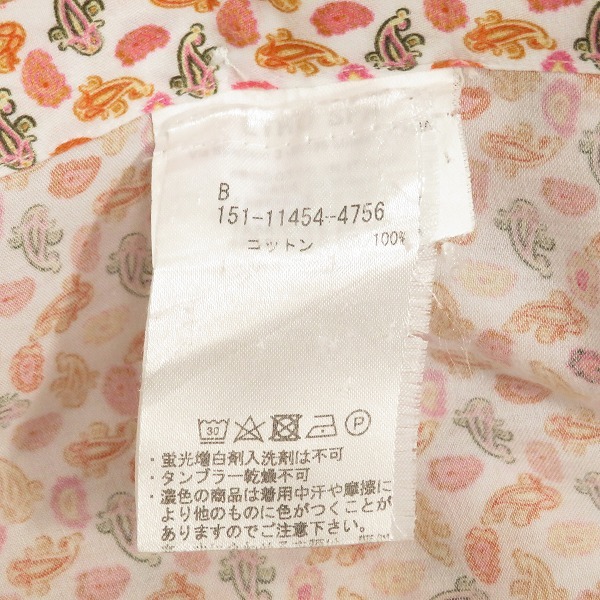 B
151-11454-4756
コットン 100%
30 P
・蛍光増白剤入洗剤は不可
・タンブラー乾燥不可
・濃色の商品は着用中汗や摩擦に
より他のものに色がつくことが
ありますのでご注意下さい。